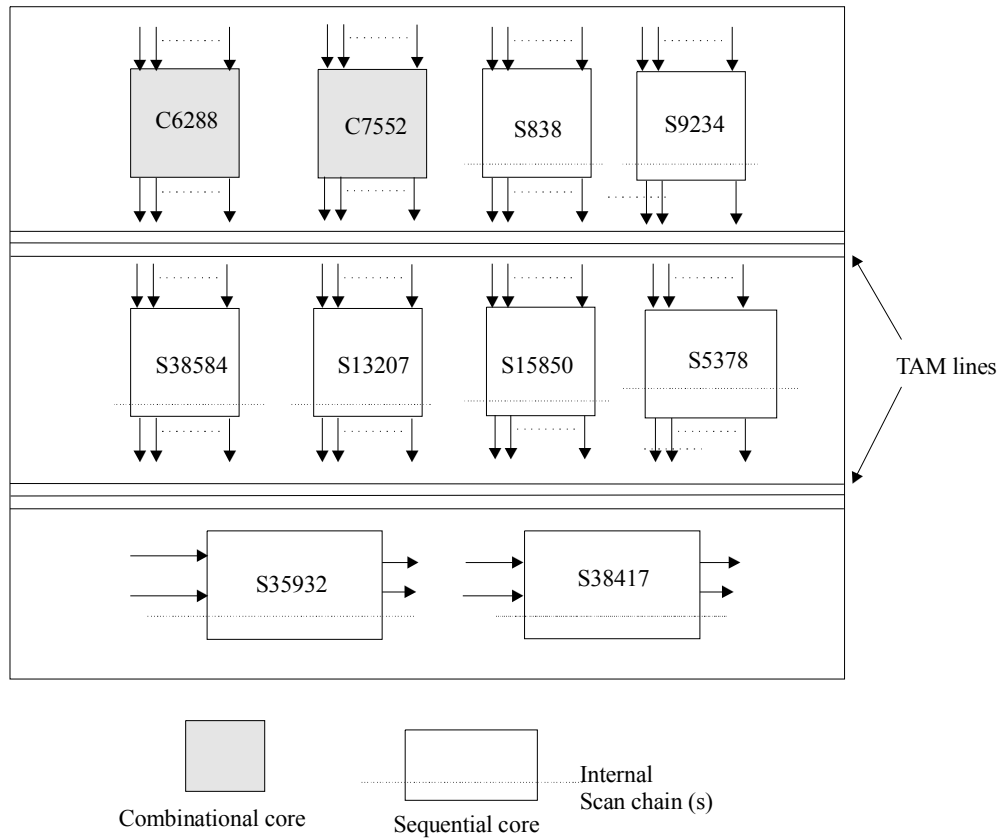 C6288
C7552
S838
S9234
S38584
S13207
S15850
S5378
TAM lines
S35932
S38417
Combinational core
Sequential core
Internal
Scan chain (s)